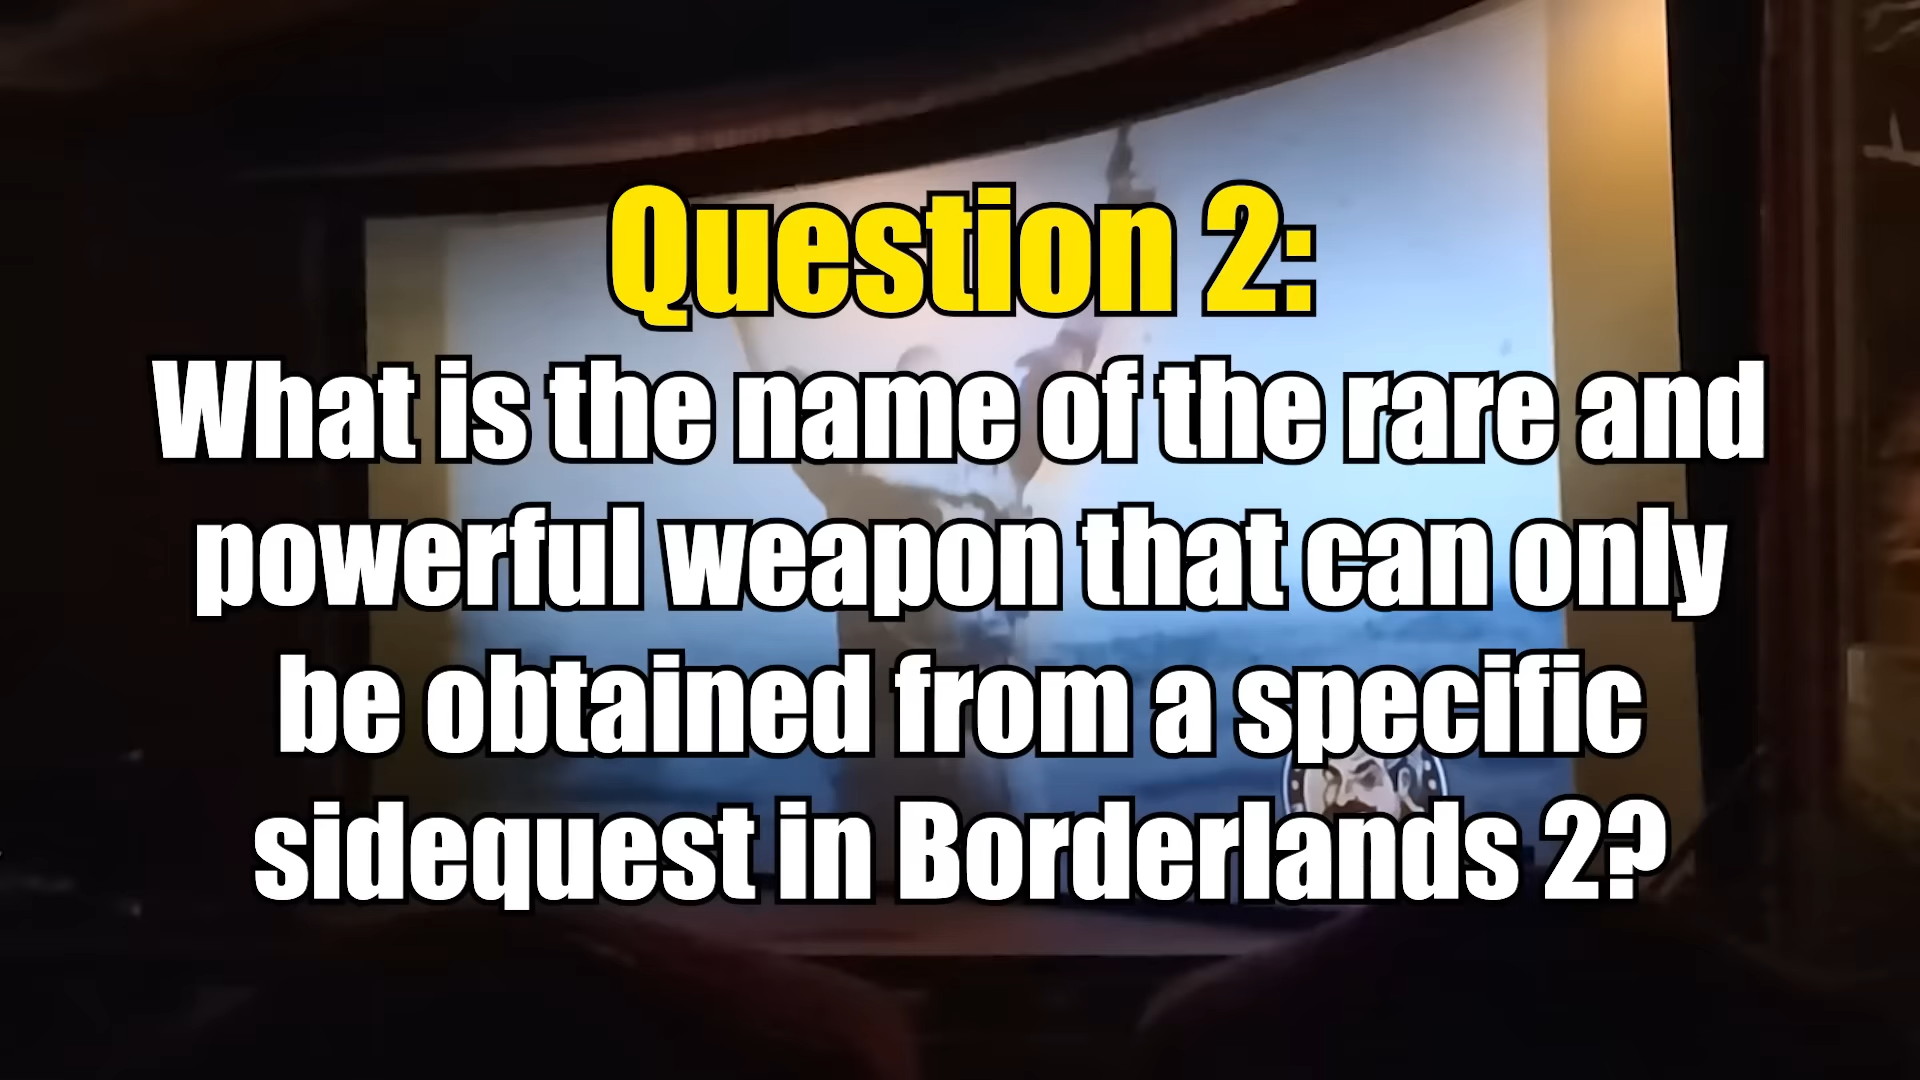 Question 2:
What is the name of the rare and
powerful weapon that can only
be obtained from a specific
sidequest in Borderlands 2?